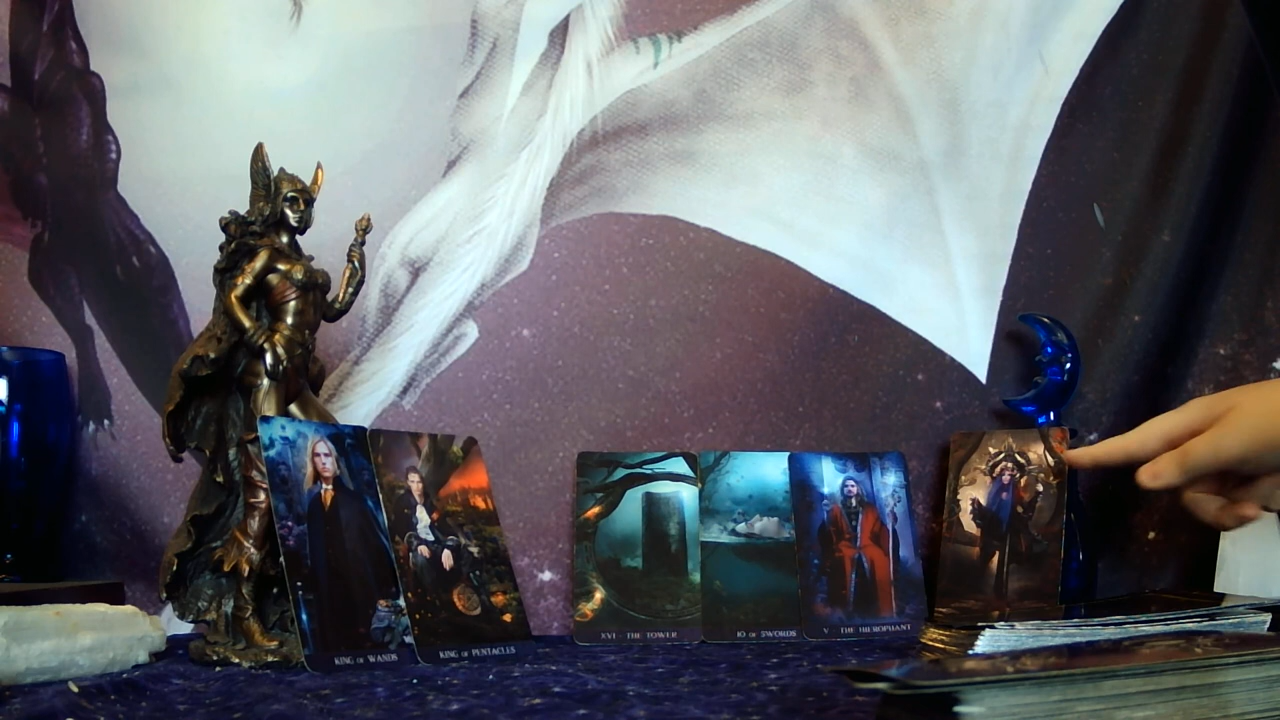 KING OF WANDS
KING OF PENTACLES
XVI - THE TOWER
10 OF SWORDS
V - THE HIEROPHANT